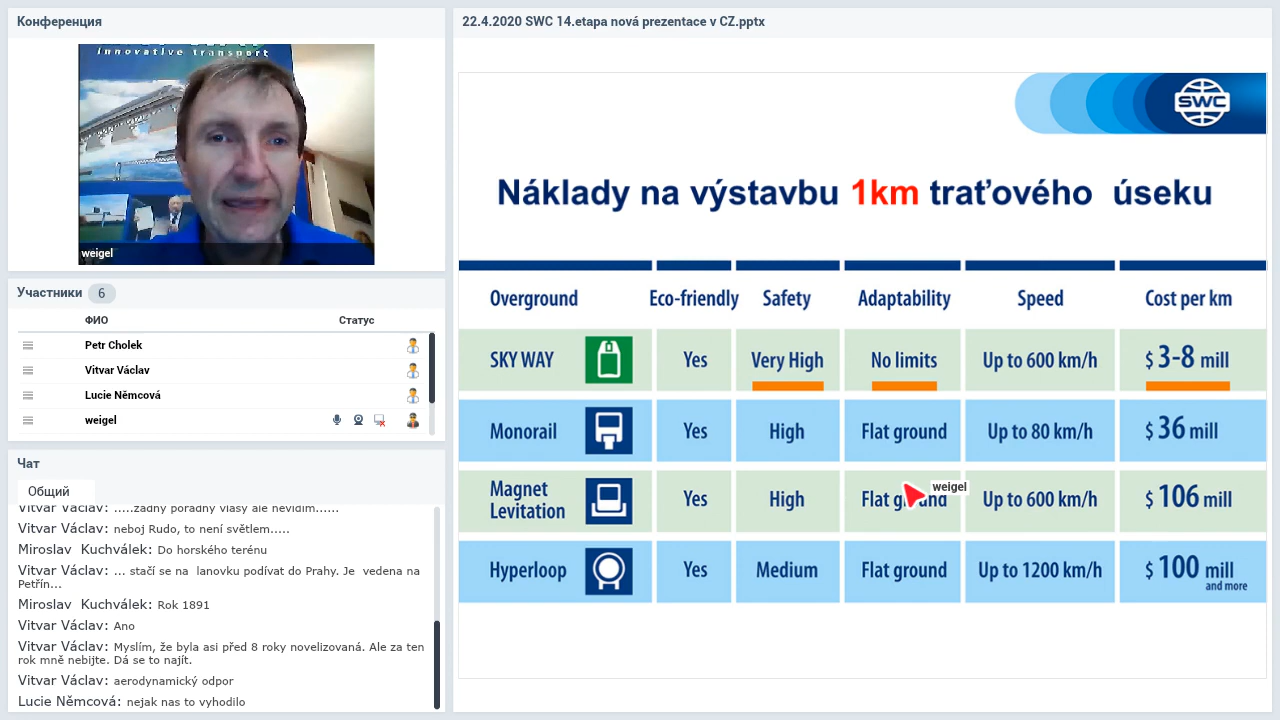 Конференция
innovative transport
weigel
Участники 6
ФИО Статус
Petr Cholek
Vitvar Václav
Lucie Němcová
weigel
Чат
Общий
Vitvar Václav: .....žádný pořádný vlasy ale nevidím......
Vitvar Václav: neboj Rudo, to není světlem.....
Miroslav Kuchválek: Do horského terénu
Vitvar Václav: ... stačí se na lanovku podívat do Prahy. Je vedena na
Petřín...
Miroslav Kuchválek: Rok 1891
Vitvar Václav: Ano
Vitvar Václav: Myslím, že byla asi před 8 roky novelizovaná. Ale za ten
rok mně nebijte. Dá se to najít.
Vitvar Václav: aerodynamický odpor
Lucie Němcová: nejak nas to vyhodilo
22.4.2020 SWC 14.etapa nová prezentace v CZ.pptx
SWC
Náklady na výstavbu 1km traťového úseku
Overground Eco-friendly Safety Adaptability Speed Cost per km
SKY WAY Yes Very High No limits Up to 600 km/h $ 3-8 mill
Monorail Yes High Flat ground Up to 80 km/h $ 36 mill
Magnet
Levitation Yes High Flat ground Up to 600 km/h $ 106 mill
weigel
Hyperloop Yes Medium Flat ground Up to 1200 km/h $ 100 mill
and more